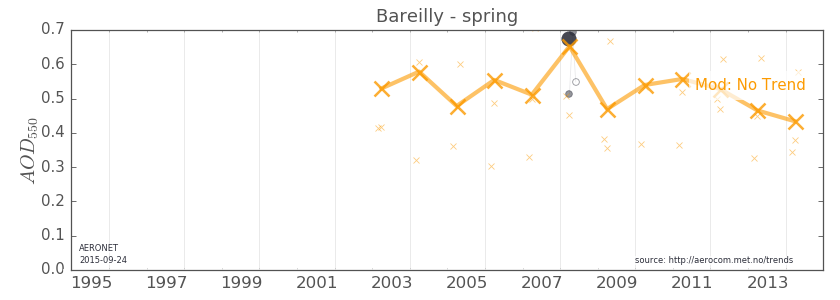 Bareilly - spring
0.7
0.6
0.5
0.4
0.3
0.2
0.1
0.0
AOD550
Mod: No Trend
AERONET
2015-09-24
source: http://aerocom.met.no/trends
1995 1997 1999 2001 2003 2005 2007 2009 2011 2013